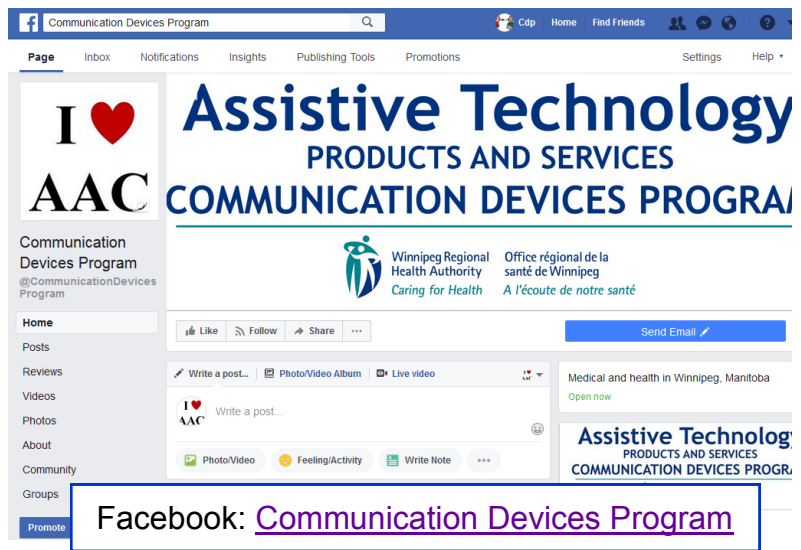 Communication Devices Program
Cdp Home Find Friends
Page Inbox Notifications Insights Publishing Tools Promotions Settings Help
I ♥
AAC
Assistive Technology
PRODUCTS AND SERVICES
COMMUNICATION DEVICES PROGRAM
Winnipeg Regional
Health Authority
Caring for Health
Office régional de la
santé de Winnipeg
A l'écoute de notre santé
Communication
Devices Program
@CommunicationDevices
Program
Home
Posts
Reviews
Videos
Photos
About
Community
Groups
Promote
Like Follow Share
Send Email
Write a post... Photo/Video Album Live video
I ♥
AAC
Write a post...
Photo/Video Feeling/Activity Write Note
Medical and health in Winnipeg, Manitoba
Open now
Assistive Technology
PRODUCTS AND SERVICES
COMMUNICATION DEVICES PROGRA
Facebook: Communication Devices Program